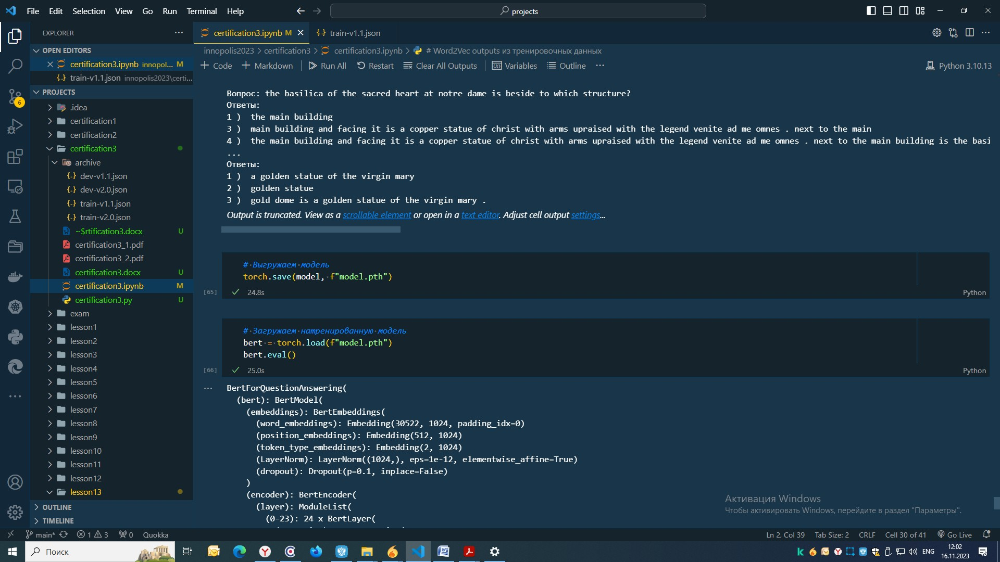 File Edit Selection View Go Run Terminal Help
projects
EXPLORER
certification3.ipynb M
train-v1.1.json
OPEN EDITORS
innopolis2023 > certification3 > certification3.ipynb > # Word2Vec outputs из тренировочных данных
certification3.ipynb innopol... M
Code Markdown Run All Restart Clear All Outputs Variables Outline ... Python 3.10.13
train-v1.1.json innopolis2023\certi...
PROJECTS
.idea
certification1
certification2
certification3
archive
dev-v1.1.json
dev-v2.0.json
train-v1.1.json
train-v2.0.json
~$rtification3.docx U
certification3_1.pdf
certification3_2.pdf
certification3.docx U
certification3.ipynb M
certification3.py U
exam
lesson1
lesson2
lesson3
lesson4
lesson5
lesson6
lesson7
lesson8
lesson9
lesson10
lesson11
lesson12
lesson13
OUTLINE
TIMELINE
6
Вопрос: the basilica of the sacred heart at notre dame is beside to which structure?
Ответы:
1 ) the main building
3 ) main building and facing it is a copper statue of christ with arms upraised with the legend venite ad me omnes . next to the main
4 ) the main building and facing it is a copper statue of christ with arms upraised with the legend venite ad me omnes . next to the main building is the basi
...
Ответы:
1 ) a golden statue of the virgin mary
2 ) golden statue
3 ) gold dome is a golden statue of the virgin mary .
Output is truncated. View as a scrollable element or open in a text editor. Adjust cell output settings...
# Выгружаем модель
torch.save(model, f"model.pth")
[65] 24.8s Python
# Загружаем натренированную модель
bert = torch.load(f"model.pth")
bert.eval()
[66] 25.0s Python
... BertForQuestionAnswering(
(bert): BertModel(
(embeddings): BertEmbeddings(
(word_embeddings): Embedding(30522, 1024, padding_idx=0)
(position_embeddings): Embedding(512, 1024)
(token_type_embeddings): Embedding(2, 1024)
(LayerNorm): LayerNorm((1024,), eps=1e-12, elementwise_affine=True)
(dropout): Dropout(p=0.1, inplace=False)
)
(encoder): BertEncoder(
(layer): ModuleList(
(0-23): 24 x BertLayer(
Активация Windows
Чтобы активировать Windows, перейдите в раздел "Параметры".
main* 1 3 0 Quokka Ln 2, Col 39 Tab Size: 2 CRLF Cell 30 of 41 Go Live
Поиск
ENG
12:02
16.11.2023